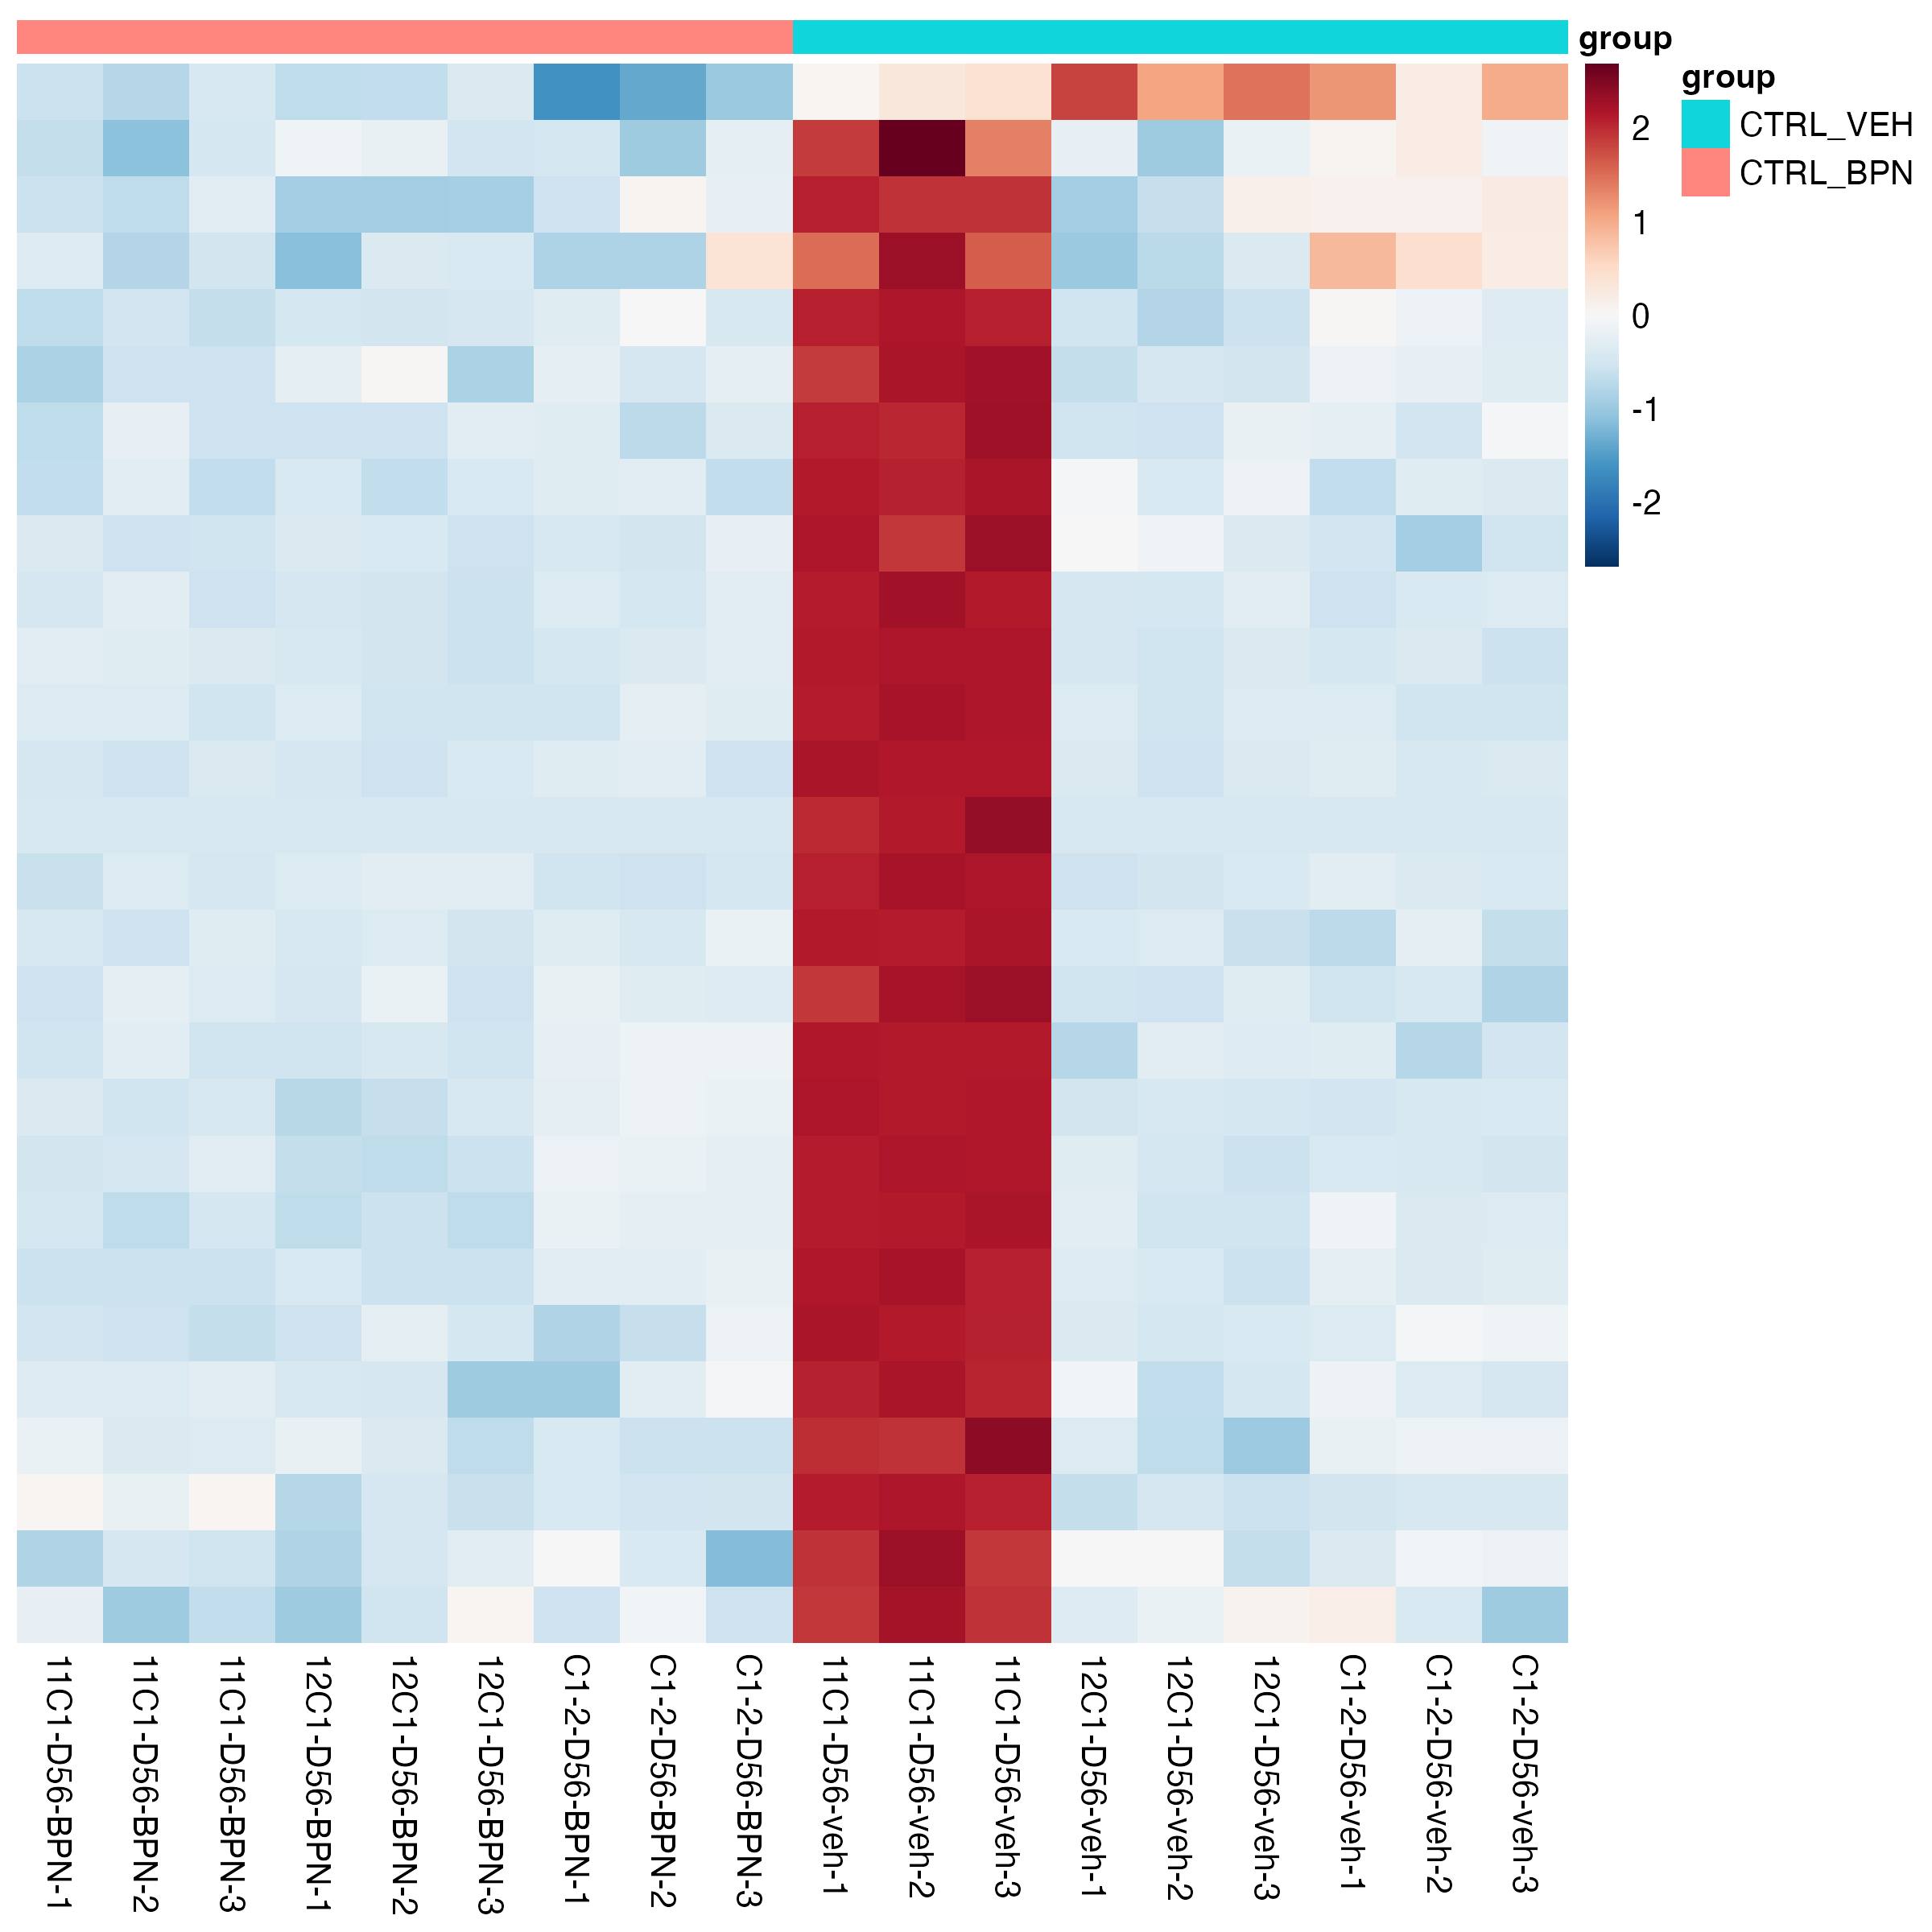 group
2
1
0
-1
-2
group
CTRL_VEH
CTRL_BPN
11C1-D56-BPN-1
11C1-D56-BPN-2
11C1-D56-BPN-3
12C1-D56-BPN-1
12C1-D56-BPN-2
12C1-D56-BPN-3
C1-2-D56-BPN-1
C1-2-D56-BPN-2
C1-2-D56-BPN-3
11C1-D56-veh-1
11C1-D56-veh-2
11C1-D56-veh-3
12C1-D56-veh-1
12C1-D56-veh-2
12C1-D56-veh-3
C1-2-D56-veh-1
C1-2-D56-veh-2
C1-2-D56-veh-3